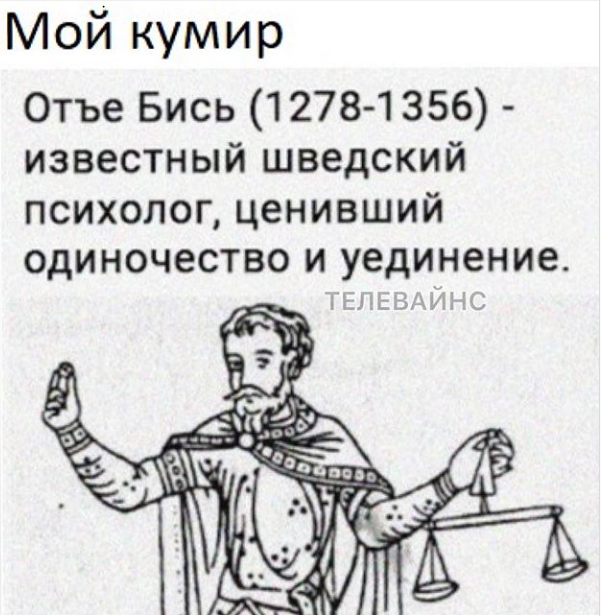 Мой кумир
Отъе Бись (1278-1356) -
известный шведский
психолог, ценивший
одиночество и уединение.
ТЕЛЕВАЙНС